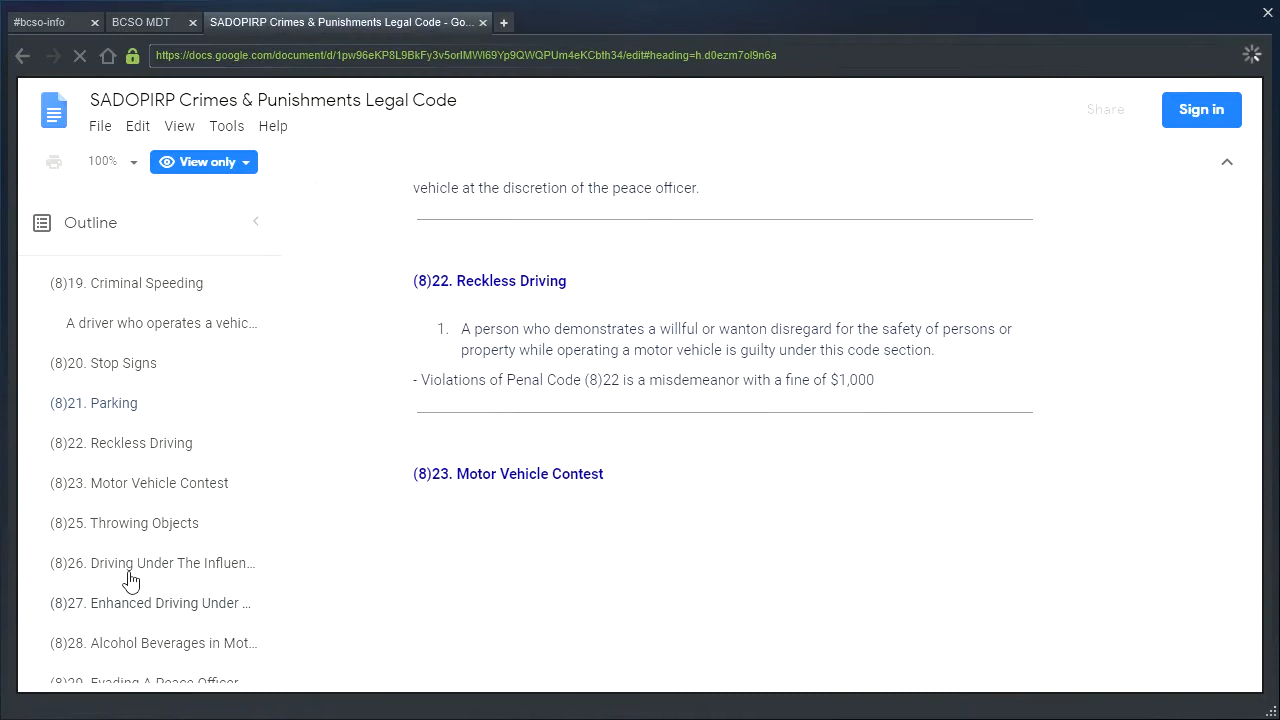 #bcso-info
BCSO MDT
SADOPIRP Crimes & Punishments Legal Code - Go...
https://docs.google.com/document/d/1pw96eKP8L9BkFy3v5orIMWI69Yp9QWQPUm4eKCbth34/edit#heading=h.d0ezm7ol9n6a
SADOPIRP Crimes & Punishments Legal Code
File Edit View Tools Help
Share
Sign in
100%
View only
Outline
(8)19. Criminal Speeding
A driver who operates a vehic...
(8)20. Stop Signs
(8)21. Parking
(8)22. Reckless Driving
(8)23. Motor Vehicle Contest
(8)25. Throwing Objects
(8)26. Driving Under The Influen...
(8)27. Enhanced Driving Under ...
(8)28. Alcohol Beverages in Mot...
(8)29. Evading A Peace Officer
vehicle at the discretion of the peace officer.
(8)22. Reckless Driving
1. A person who demonstrates a willful or wanton disregard for the safety of persons or
property while operating a motor vehicle is guilty under this code section.
- Violations of Penal Code (8)22 is a misdemeanor with a fine of $1,000
(8)23. Motor Vehicle Contest